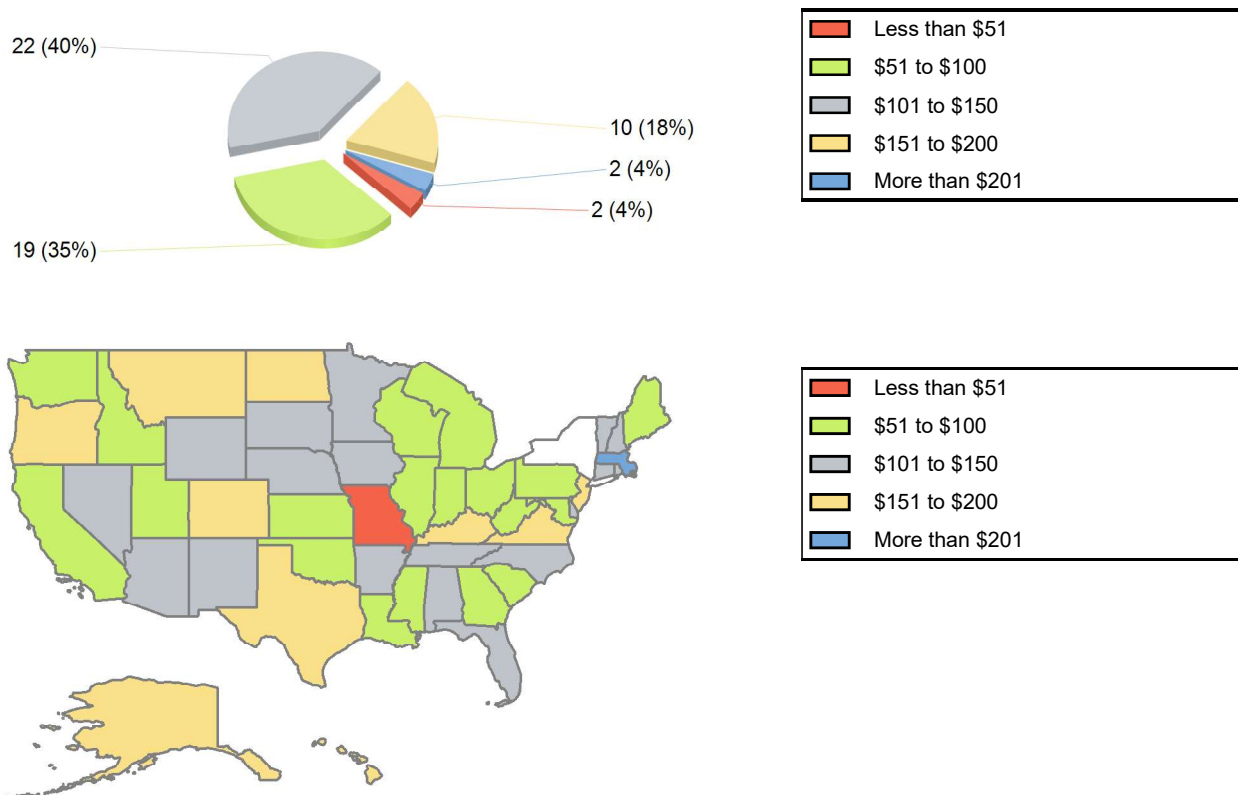 22 (40%)
10 (18%)
2 (4%)
2 (4%)
19 (35%)
Less than $51
$51 to $100
$101 to $150
$151 to $200
More than $201
Less than $51
$51 to $100
$101 to $150
$151 to $200
More than $201